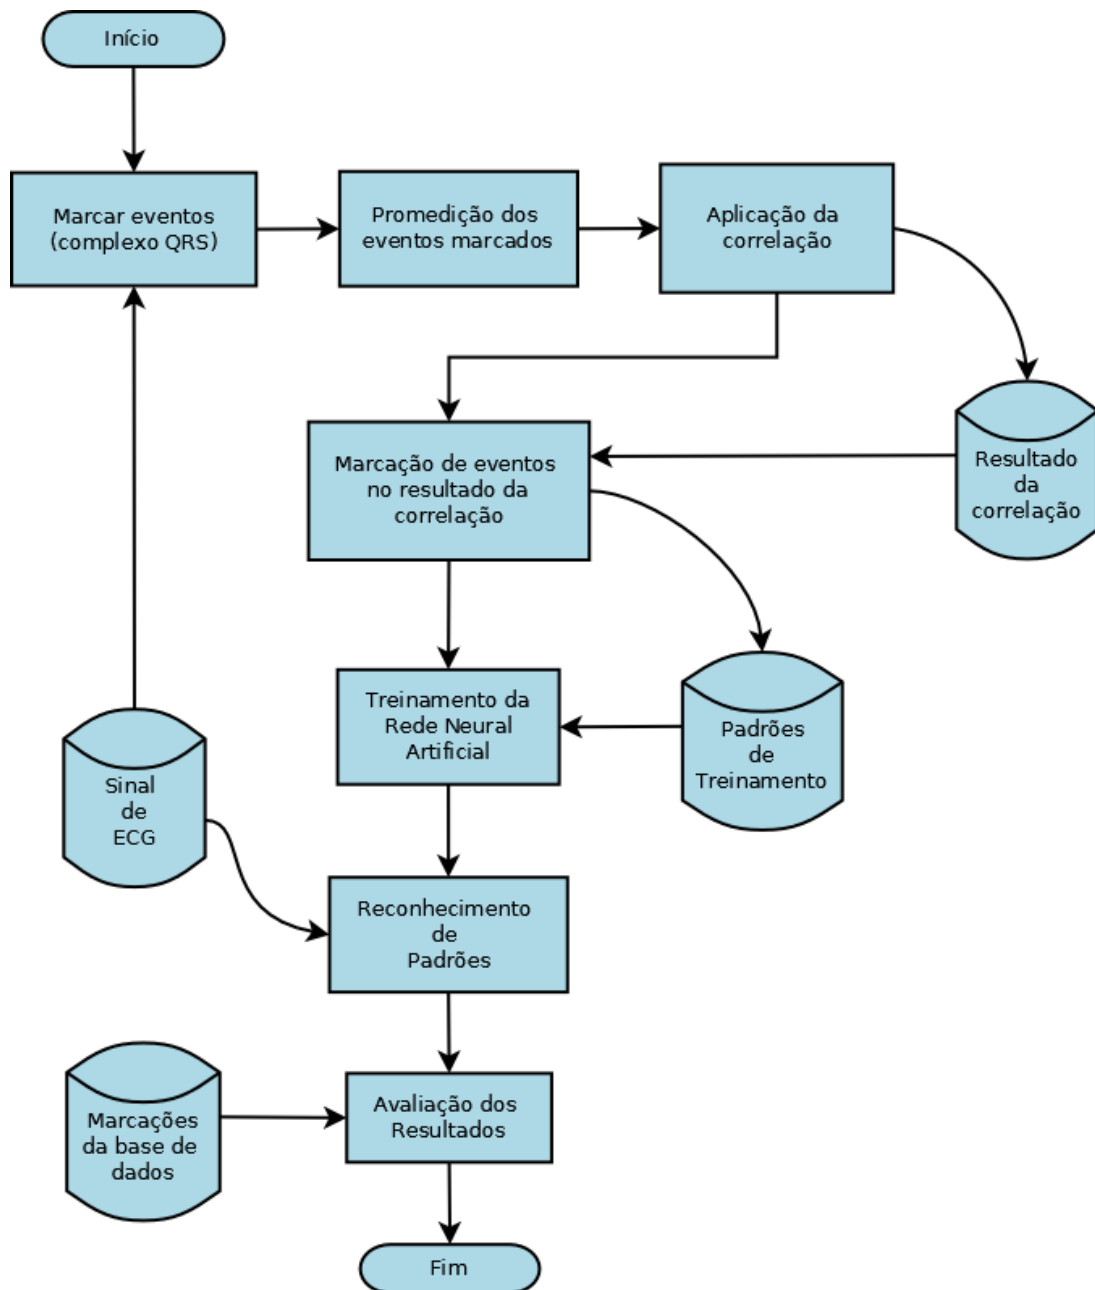 Início
Marcar eventos
(complexo QRS)
Promedição dos
eventos marcados
Aplicação da
correlação
Marcação de eventos
no resultado da
correlação
Resultado
da
correlação
Treinamento da
Rede Neural
Artificial
Padrões
de
Treinamento
Sinal
de
ECG
Reconhecimento
de
Padrões
Marcações
da base de
dados
Avaliação dos
Resultados
Fim